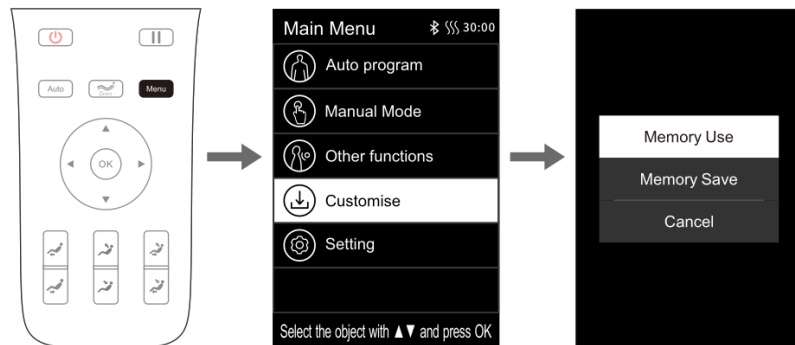 Auto
Zero
Menu
OK
Main Menu 30:00
Auto program
Manual Mode
Other functions
Customise
Setting
Select the object with ▲▼ and press OK
Memory Use
Memory Save
Cancel